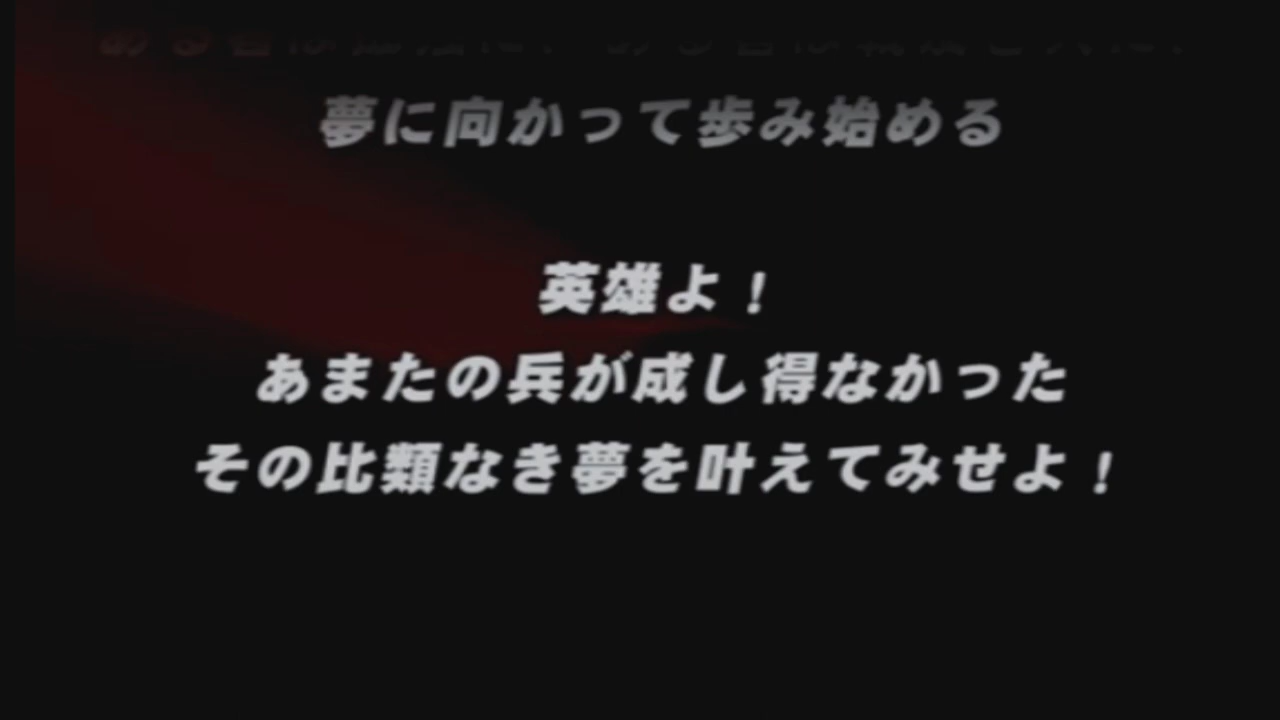 夢に向かって歩み始める
英雄よ！
あまたの兵が成し得なかった
その比類なき夢を叶えてみせよ！